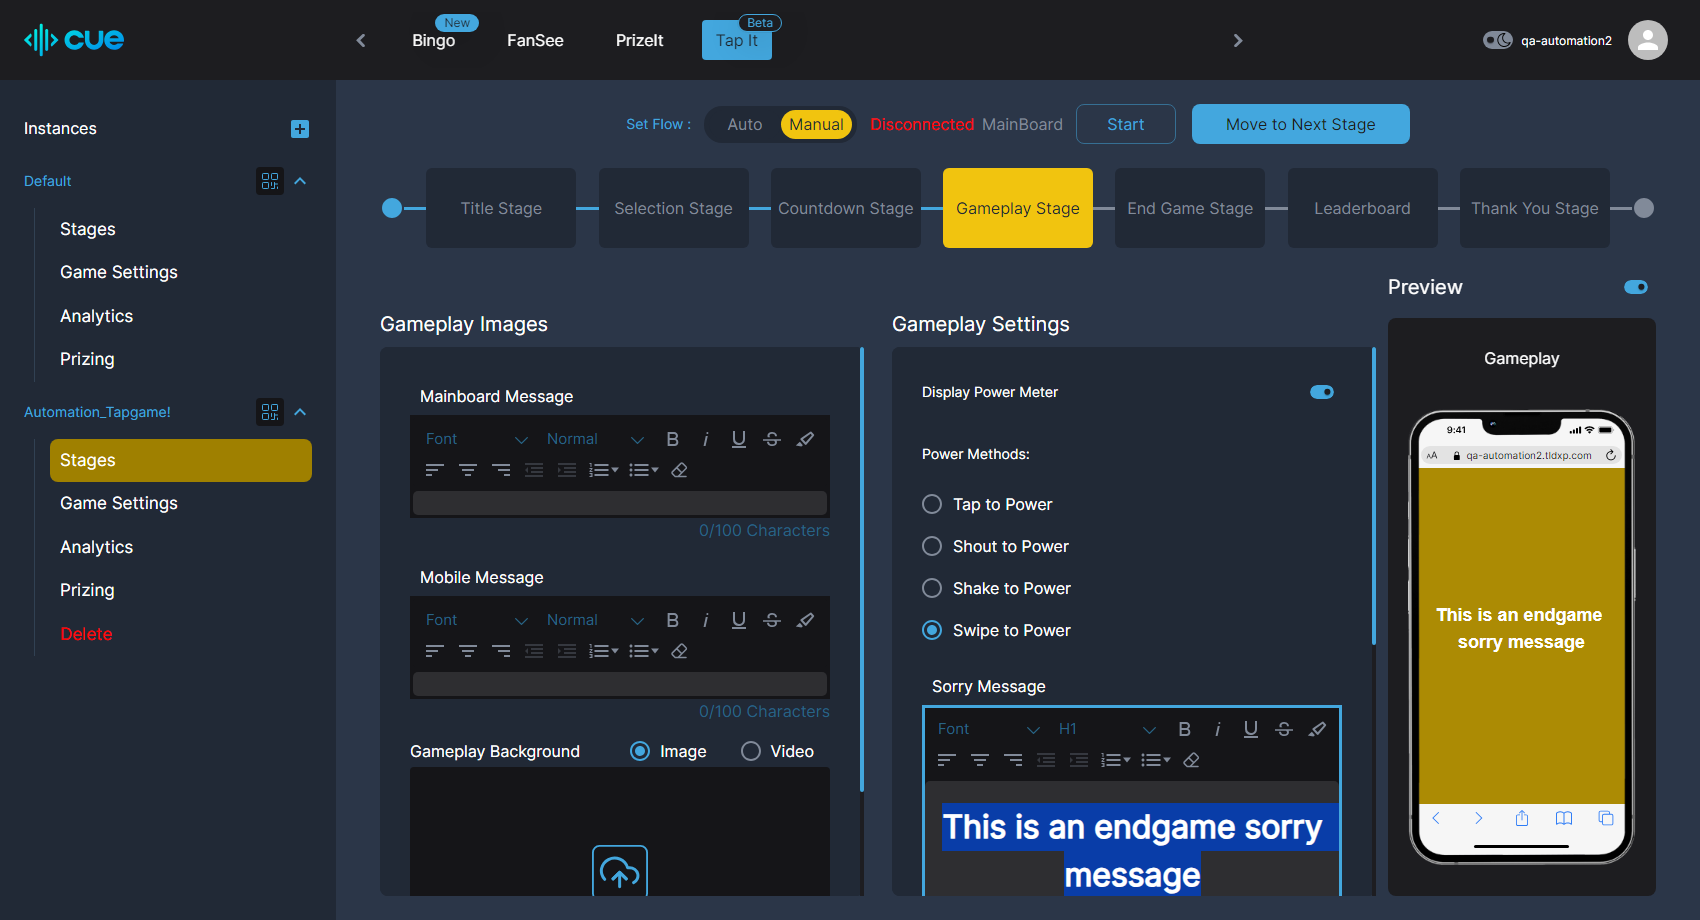 cue
Bingo
New
FanSee
PrizeIt
Tap It
Beta
qa-automation2
Instances
Default
Stages
Game Settings
Analytics
Prizing
Automation_Tapgame!
Stages
Game Settings
Analytics
Prizing
Delete
Set Flow :
Auto
Manual
Disconnected MainBoard
Start
Move to Next Stage
Title Stage
Selection Stage
Countdown Stage
Gameplay Stage
End Game Stage
Leaderboard
Thank You Stage
Gameplay Images
Mainboard Message
Font
Normal
B
i
U
S
0/100 Characters
Mobile Message
Font
Normal
B
i
U
S
0/100 Characters
Gameplay Background
Image
Video
Gameplay Settings
Display Power Meter
Power Methods:
Tap to Power
Shout to Power
Shake to Power
Swipe to Power
Sorry Message
Font
H1
B
i
U
S
This is an endgame sorry
message
Preview
Gameplay
9:41
AA
qa-automation2.tldxp.com
This is an endgame
sorry message